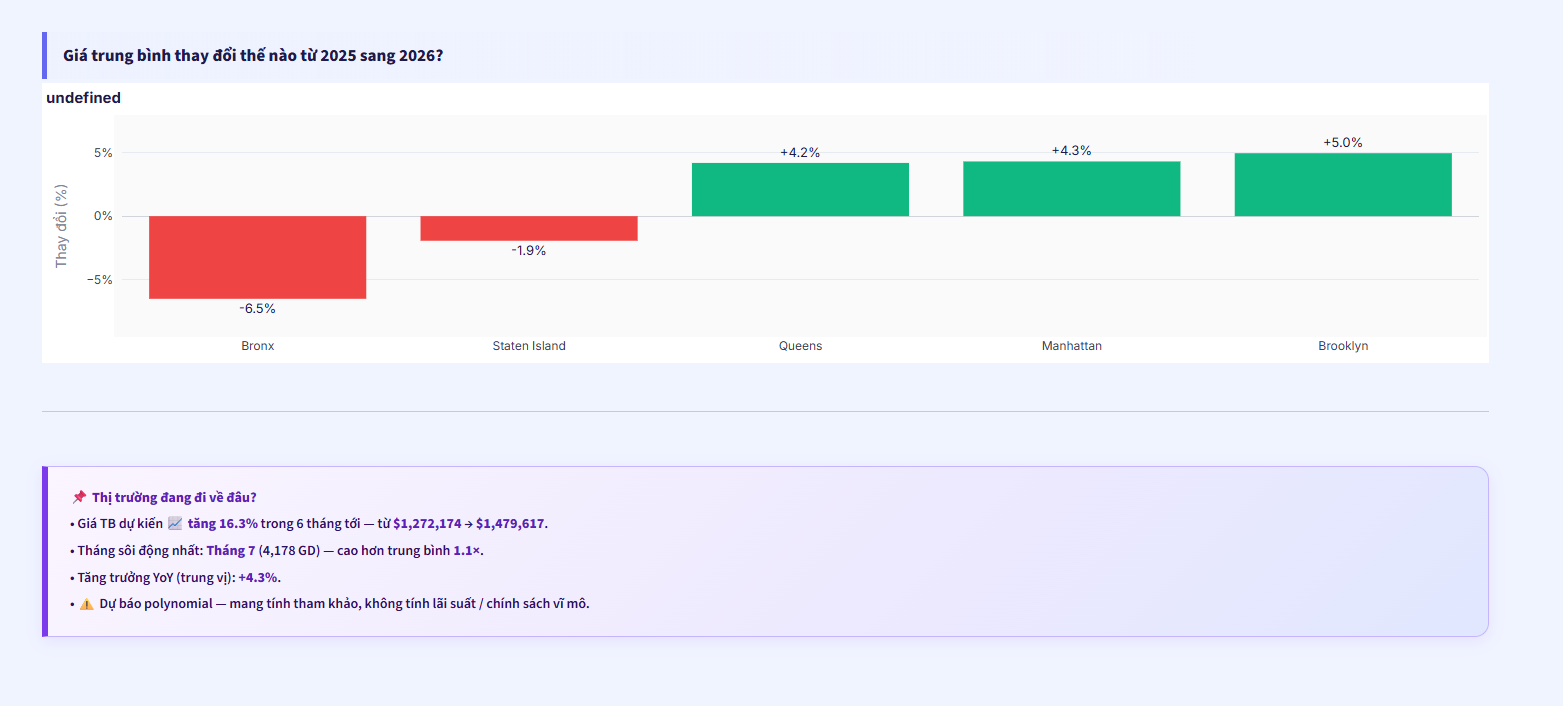 Giá trung bình thay đổi thế nào từ 2025 sang 2026?
undefined
Thay đổi (%)
5%
0%
−5%
-6.5%
-1.9%
+4.2%
+4.3%
+5.0%
Bronx
Staten Island
Queens
Manhattan
Brooklyn
📌 Thị trường đang đi về đâu?
• Giá TB dự kiến 📈 tăng 16.3% trong 6 tháng tới — từ $1,272,174 → $1,479,617.
• Tháng sôi động nhất: Tháng 7 (4,178 GD) — cao hơn trung bình 1.1×.
• Tăng trưởng YoY (trung vị): +4.3%.
• ⚠️ Dự báo polynomial — mang tính tham khảo, không tính lãi suất / chính sách vĩ mô.